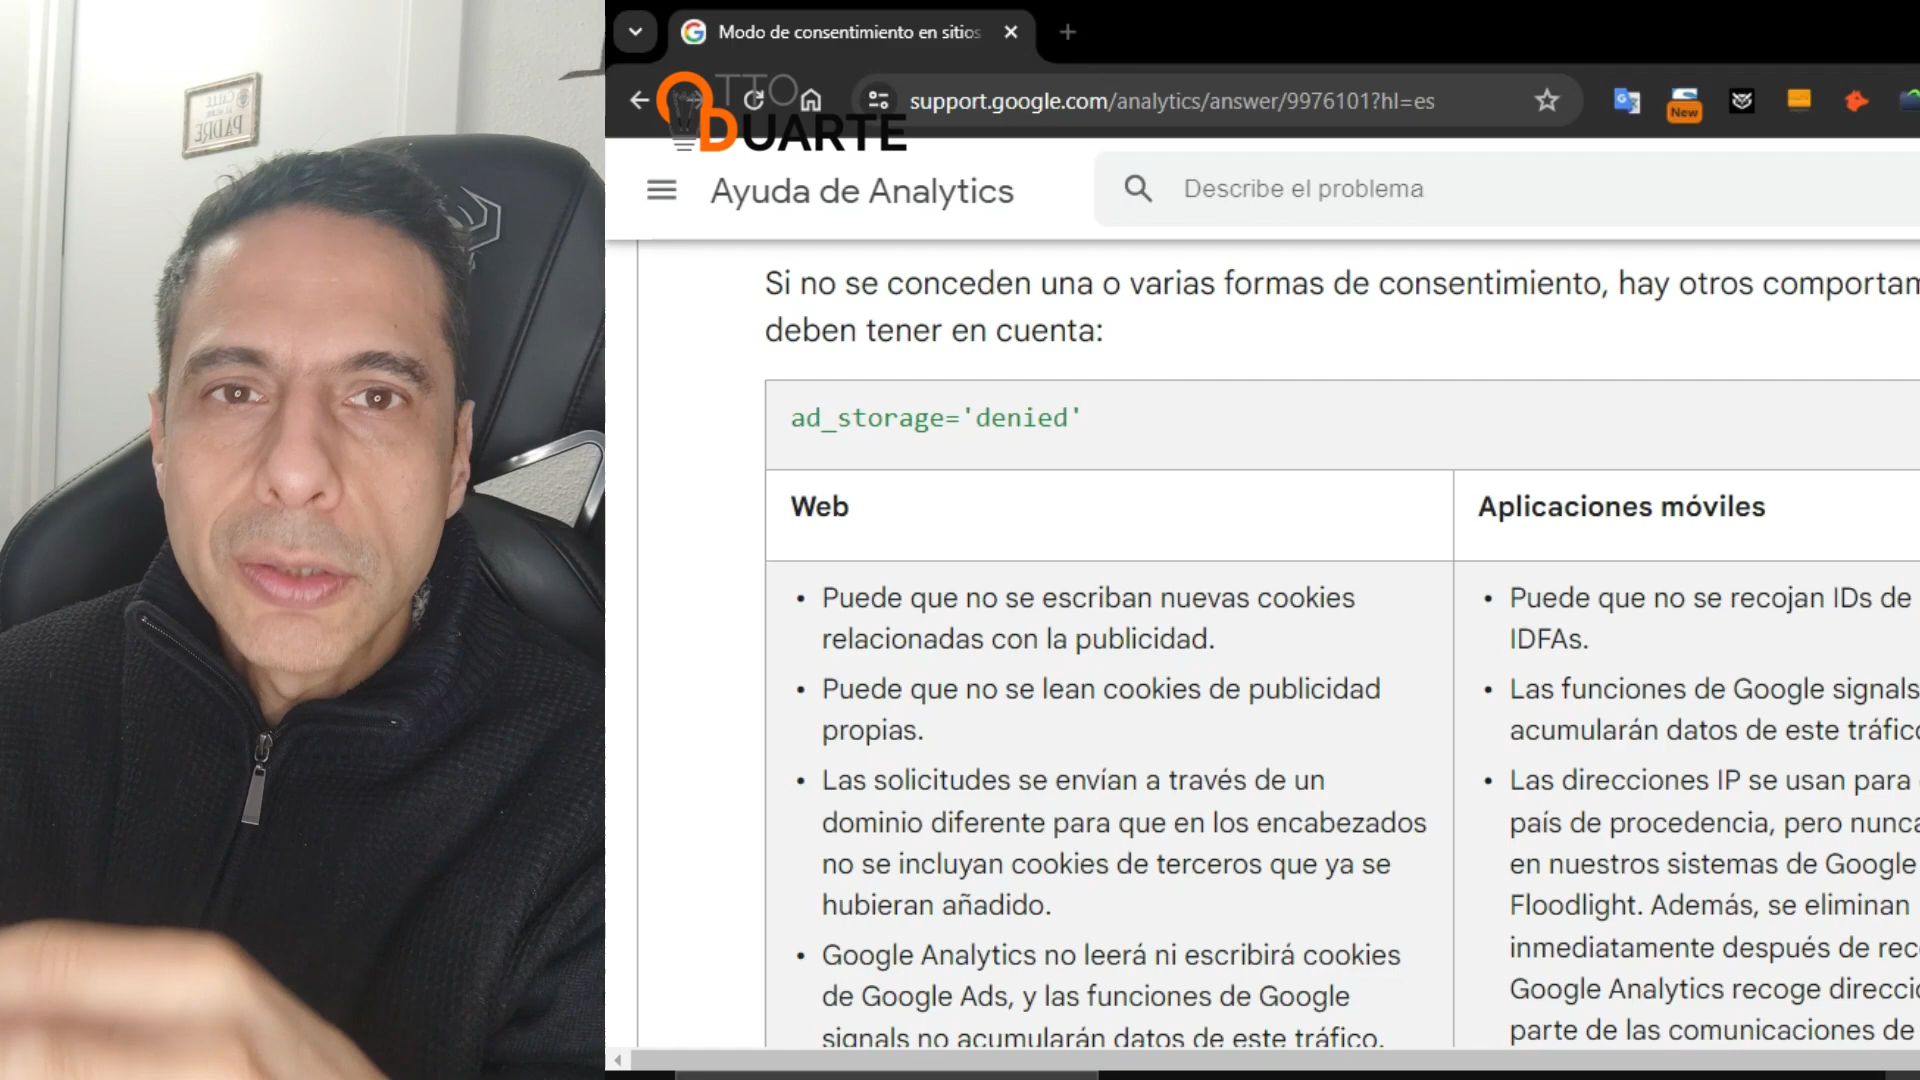 CALLE
PADRE
Modo de consentimiento en sitios
support.google.com/analytics/answer/9976101?hl=es
New
OTTO
DUARTE
Ayuda de Analytics
Describe el problema
Si no se conceden una o varias formas de consentimiento, hay otros comportam
deben tener en cuenta:
ad_storage='denied'
Web
Aplicaciones móviles
• Puede que no se escriban nuevas cookies
relacionadas con la publicidad.
• Puede que no se lean cookies de publicidad
propias.
• Las solicitudes se envían a través de un
dominio diferente para que en los encabezados
no se incluyan cookies de terceros que ya se
hubieran añadido.
• Google Analytics no leerá ni escribirá cookies
de Google Ads, y las funciones de Google
signals no acumularán datos de este tráfico.
• Puede que no se recojan IDs de
IDFAs.
• Las funciones de Google signals
acumularán datos de este tráfico
• Las direcciones IP se usan para
país de procedencia, pero nunca
en nuestros sistemas de Google
Floodlight. Además, se eliminan
inmediatamente después de rec
Google Analytics recoge direcci
parte de las comunicaciones de